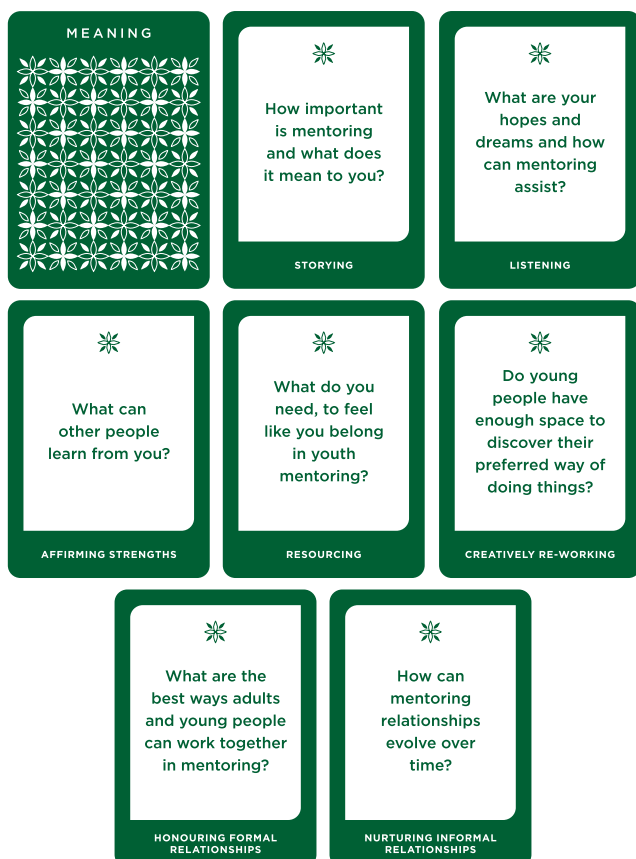 MEANING
How important
is mentoring
and what does
it mean to you?
STORYING
What are your
hopes and
dreams and how
can mentoring
assist?
LISTENING
What can
other people
learn from you?
AFFIRMING STRENGTHS
What do you
need, to feel
like you belong
in youth
mentoring?
RESOURCING
Do young
people have
enough space to
discover their
preferred way of
doing things?
CREATIVELY RE-WORKING
What are the
best ways adults
and young people
can work together
in mentoring?
HONOURING FORMAL
RELATIONSHIPS
How can
mentoring
relationships
evolve over
time?
NURTURING INFORMAL
RELATIONSHIPS